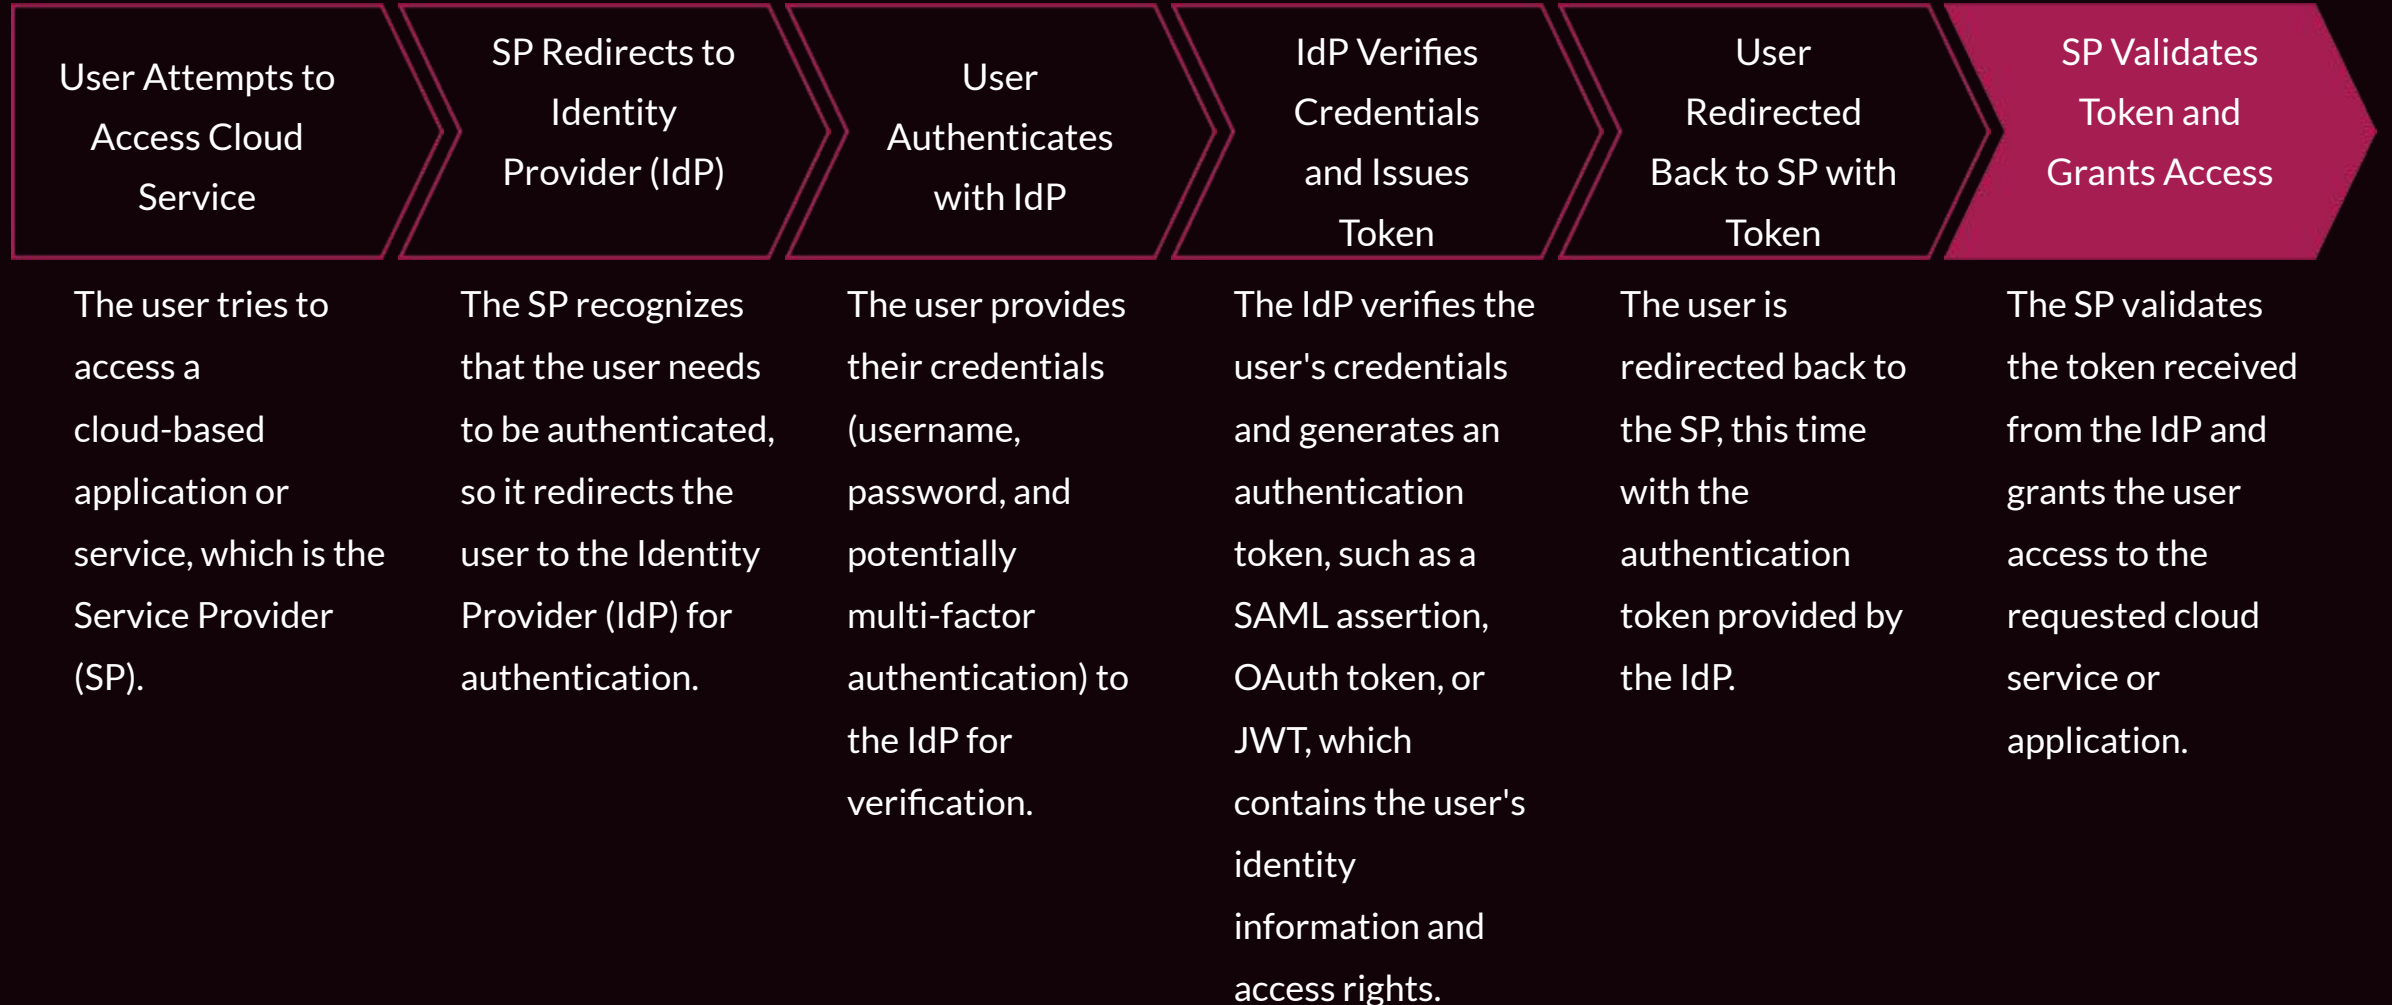 User Attempts to
Access Cloud
Service
SP Redirects to
Identity
Provider (IdP)
User
Authenticates
with IdP
IdP Verifies
Credentials
and Issues
Token
User
Redirected
Back to SP with
Token
SP Validates
Token and
Grants Access
The user tries to
access a
cloud-based
application or
service, which is the
Service Provider
(SP).
The SP recognizes
that the user needs
to be authenticated,
so it redirects the
user to the Identity
Provider (IdP) for
authentication.
The user provides
their credentials
(username,
password, and
potentially
multi-factor
authentication) to
the IdP for
verification.
The IdP verifies the
user's credentials
and generates an
authentication
token, such as a
SAML assertion,
OAuth token, or
JWT, which
contains the user's
identity
information and
access rights.
The user is
redirected back to
the SP, this time
with the
authentication
token provided by
the IdP.
The SP validates
the token received
from the IdP and
grants the user
access to the
requested cloud
service or
application.